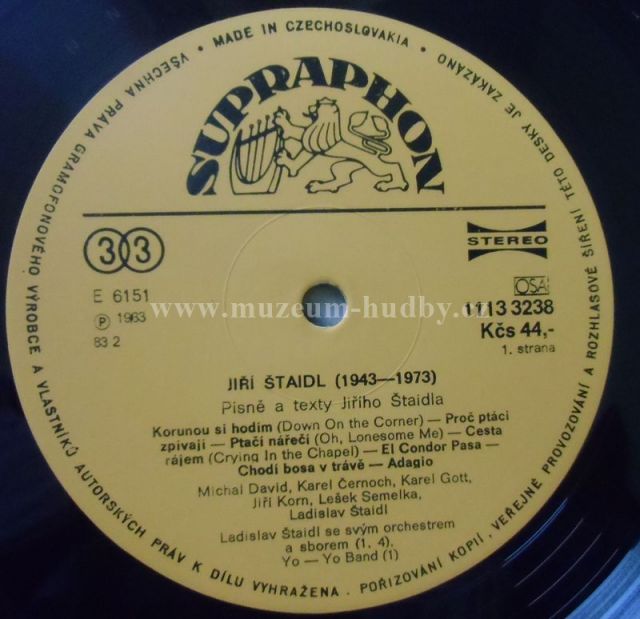 VŠECHNA PRÁVA GRAMOFONOVÉHO VÝROBCE A VLASTNÍKŮ AUTORSKÝCH PRÁV K DÍLU VYHRAŽENA . POŘIZOVÁNÍ KOPIÍ, VEŘEJNÉ PROVOZOVÁNÍ A ROZHLASOVÉ ŠÍŘENÍ TÉTO DESKY JE ZAKÁZÁNO
• MADE IN CZECHOSLOVAKIA •
SUPRAPHON
33
STEREO
E 6151
℗ 1983
83 2
OSA
1113 3238
Kčs 44,-
1. strana
www.muzeum-hudby.cz
JIŘÍ ŠTAIDL (1943—1973)
Písně a texty Jiřího Štaidla
Korunou si hodim (Down On the Corner) — Proč ptáci
zpívají — Ptačí nářečí (Oh, Lonesome Me) — Cesta
rájem (Crying In the Chapel) — El Condor Pasa —
Chodí bosa v trávě — Adagio
Michal David, Karel Černoch, Karel Gott,
Jiří Korn, Lešek Semelka,
Ladislav Štaidl
Ladislav Štaidl se svým orchestrem
a sborem (1, 4),
Yo — Yo Band (1)